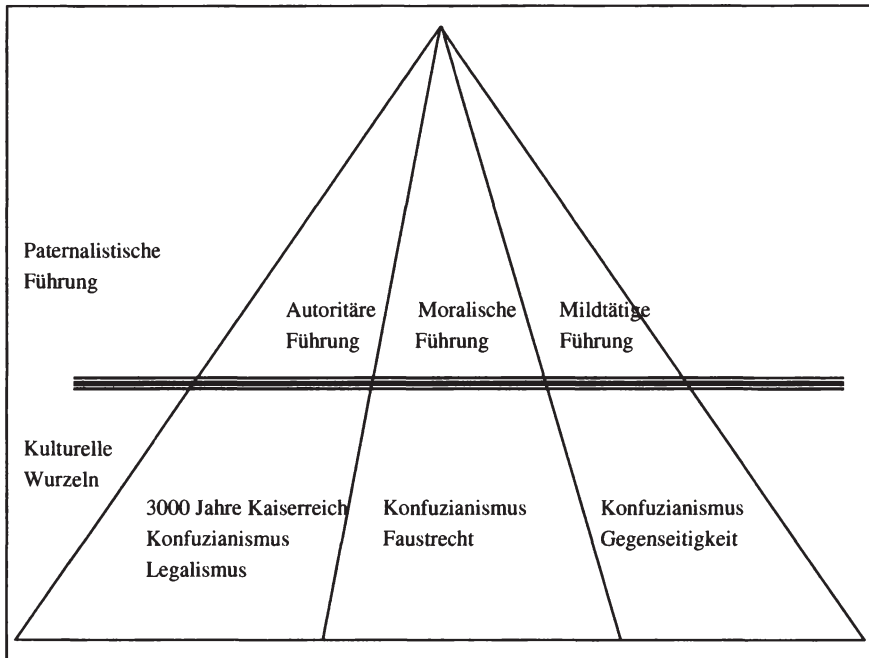 Paternalistische
Führung
Autoritäre
Führung
Moralische
Führung
Mildtätige
Führung
Kulturelle
Wurzeln
3000 Jahre Kaiserreich
Konfuzianismus
Legalismus
Konfuzianismus
Faustrecht
Konfuzianismus
Gegenseitigkeit